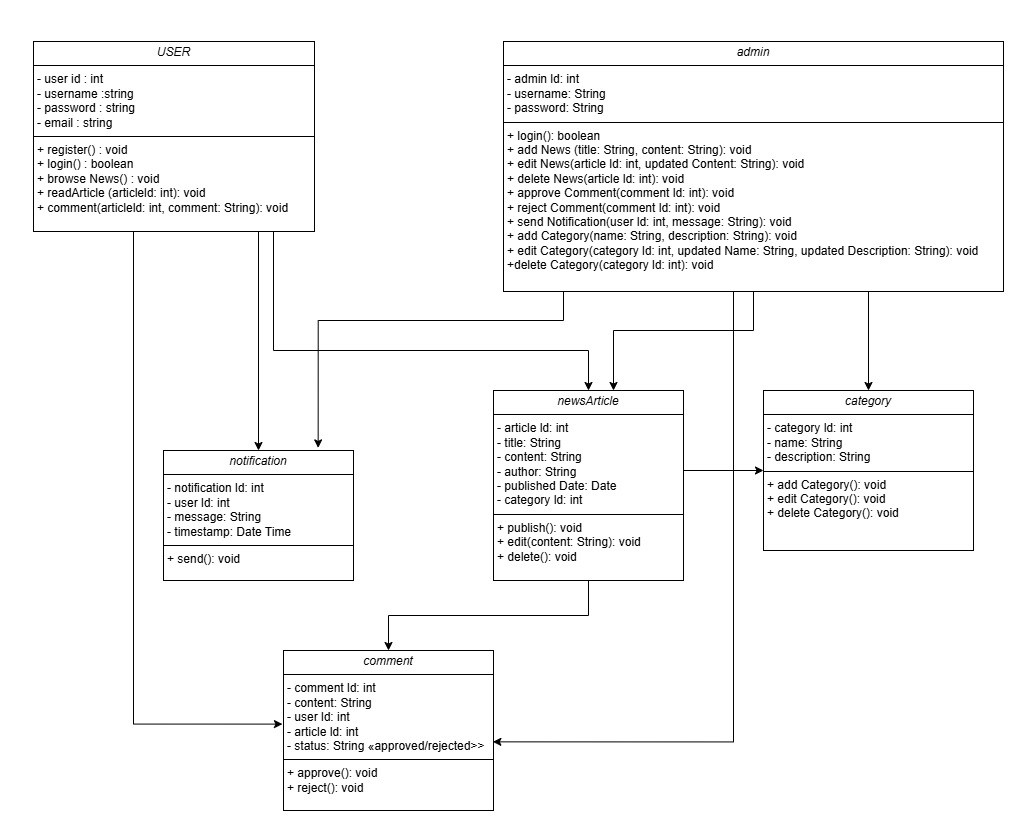 USER
- user id : int
- username :string
- password : string
- email : string
+ register() : void
+ login() : boolean
+ browse News() : void
+ readArticle (articleId: int): void
+ comment(articleId: int, comment: String): void
admin
- admin Id: int
- username: String
- password: String
+ login(): boolean
+ add News (title: String, content: String): void
+ edit News(article Id: int, updated Content: String): void
+ delete News(article Id: int): void
+ approve Comment(comment Id: int): void
+ reject Comment(comment Id: int): void
+ send Notification(user Id: int, message: String): void
+ add Category(name: String, description: String): void
+ edit Category(category Id: int, updated Name: String, updated Description: String): void
+delete Category(category Id: int): void
notification
- notification Id: int
- user Id: int
- message: String
- timestamp: Date Time
+ send(): void
newsArticle
- article Id: int
- title: String
- content: String
- author: String
- published Date: Date
- category Id: int
+ publish(): void
+ edit(content: String): void
+ delete(): void
category
- category Id: int
- name: String
- description: String
+ add Category(): void
+ edit Category(): void
+ delete Category(): void
comment
- comment Id: int
- content: String
- user Id: int
- article Id: int
- status: String «approved/rejected>>
+ approve(): void
+ reject(): void